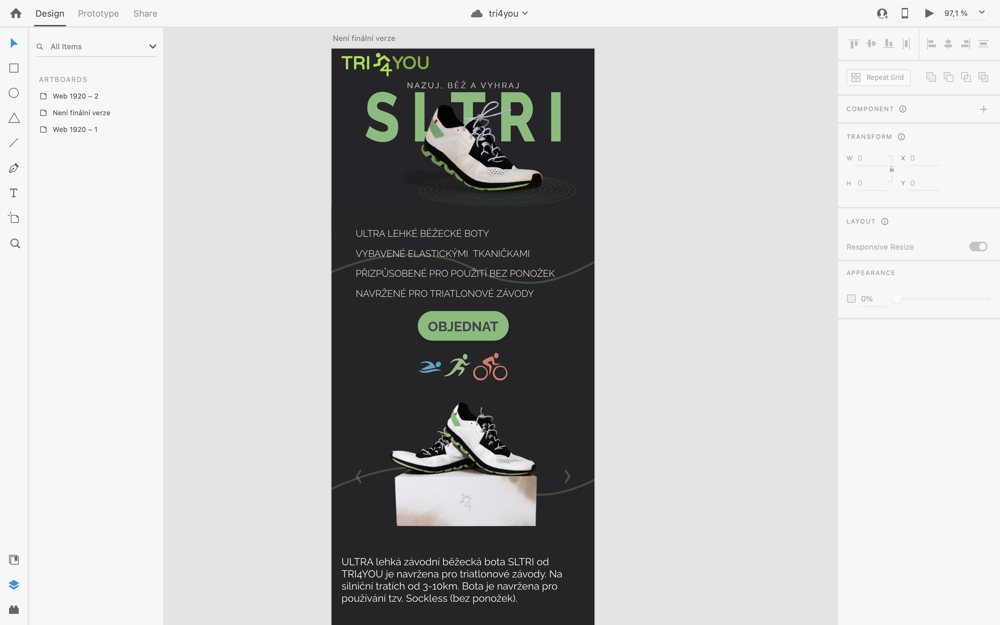 Design
Prototype
Share
tri4you
97,1 %
All Items
ARTBOARDS
Web 1920 – 2
Není finální verze
Web 1920 – 1
Není finální verze
TRI4YOU
NAZUJ, BĚŽ A VYHRAJ
SLTRI
ULTRA LEHKÉ BĚŽECKÉ BOTY
VYBAVENÉ ELASTICKÝMI  TKANIČKAMI
PŘIZPŮSOBENÉ PRO POUŽITÍ BEZ PONOŽEK
NAVRŽENÉ PRO TRIATLONOVÉ ZÁVODY
OBJEDNAT
4
ULTRA lehká závodní běžecká bota SLTRI od
TRI4YOU je navržena pro triatlonové závody. Na
silniční tratích od 3-10km. Bota je navržena pro
používání tzv. Sockless (bez ponožek).
Repeat Grid
COMPONENT
TRANSFORM
W 0 X 0
H 0 Y 0
LAYOUT
Responsive Resize
APPEARANCE
0%